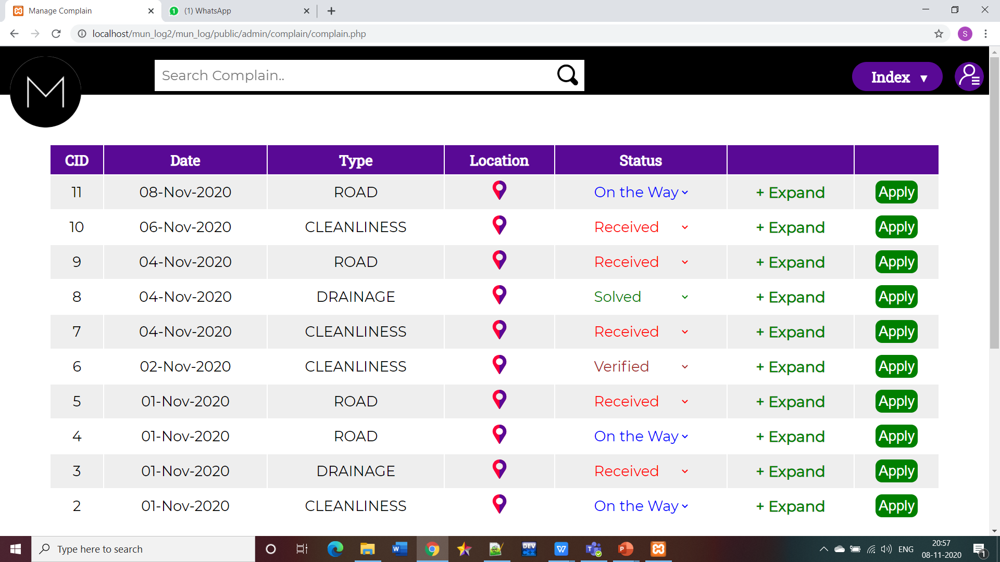 Manage Complain
(1) WhatsApp
localhost/mun_log2/mun_log/public/admin/complain/complain.php
S
M
Search Complain..
Index ▼
CID Date Type Location Status
11 08-Nov-2020 ROAD On the Way + Expand Apply
10 06-Nov-2020 CLEANLINESS Received + Expand Apply
9 04-Nov-2020 ROAD Received + Expand Apply
8 04-Nov-2020 DRAINAGE Solved + Expand Apply
7 04-Nov-2020 CLEANLINESS Received + Expand Apply
6 02-Nov-2020 CLEANLINESS Verified + Expand Apply
5 01-Nov-2020 ROAD Received + Expand Apply
4 01-Nov-2020 ROAD On the Way + Expand Apply
3 01-Nov-2020 DRAINAGE Received + Expand Apply
2 01-Nov-2020 CLEANLINESS On the Way + Expand Apply
Type here to search
ENG
20:57
08-11-2020
1